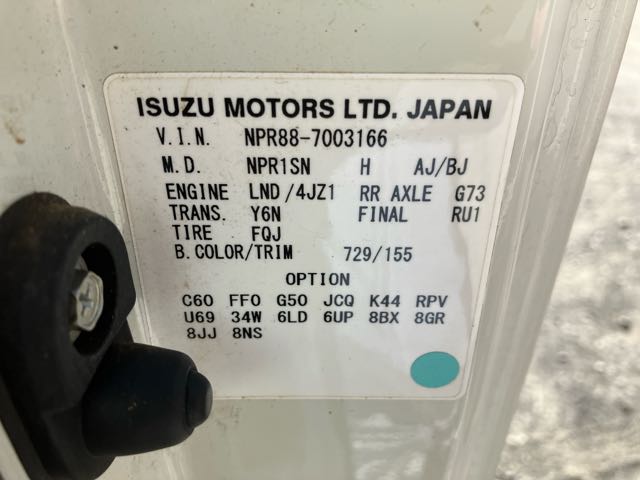 ISUZU MOTORS LTD. JAPAN
V.I.N. NPR88-7003166
M.D. NPR1SN H AJ/BJ
ENGINE LND/4JZ1 RR AXLE G73
TRANS. Y6N FINAL RU1
TIRE FQJ
B.COLOR/TRIM 729/155
OPTION
C60 FF0 G50 JCQ K44 RPV
U69 34W 6LD 6UP 8BX 8GR
8JJ 8NS